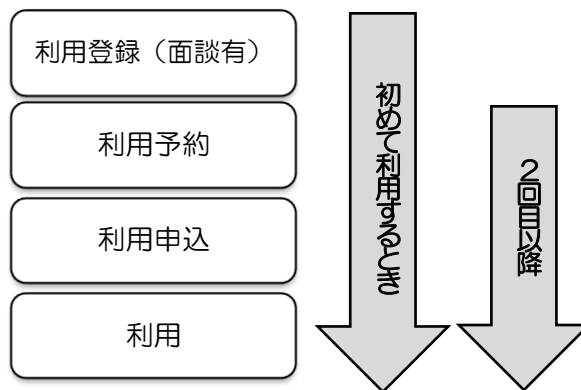 利用登録（面談有）
利用予約
利用申込
利用
初めて利用するとき
２回目以降